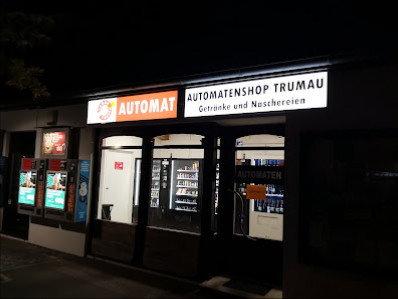 AUTOMAT
AUTOMATENSHOP TRUMAU
Getränke und Naschereien
AUTOMATEN